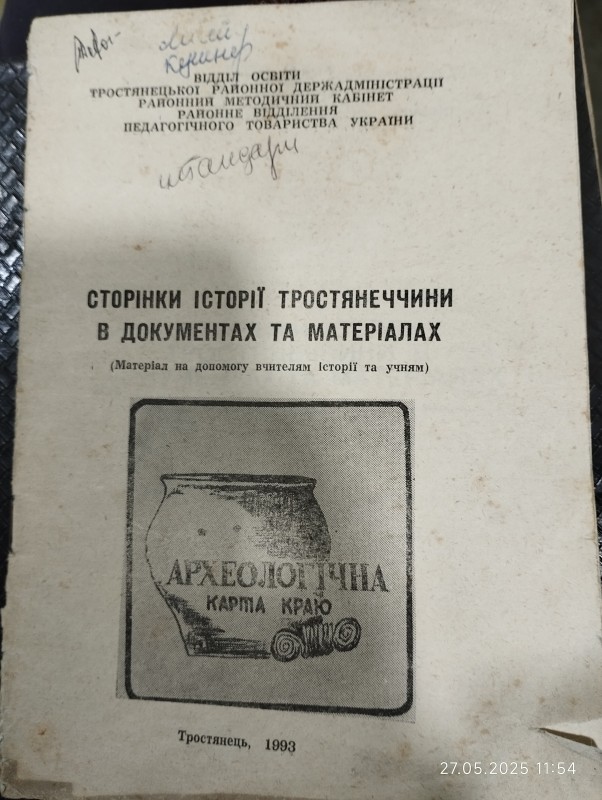 ВІДДІЛ ОСВІТИ
ТРОСТЯНЕЦЬКОЇ РАЙОННОЇ ДЕРЖАДМІНІСТРАЦІЇ
РАЙОННИЙ МЕТОДИЧНИЙ КАБІНЕТ
РАЙОННЕ ВІДДІЛЕННЯ
ПЕДАГОГІЧНОГО ТОВАРИСТВА УКРАЇНИ
штандарт
СТОРІНКИ ІСТОРІЇ ТРОСТЯНЕЧЧИНИ
В ДОКУМЕНТАХ ТА МАТЕРІАЛАХ
(Матеріал на допомогу вчителям історії та учням)
АРХЕОЛОГІЧНА
КАРТА КРАЮ
Тростянець, 1993
27.05.2025 11:54